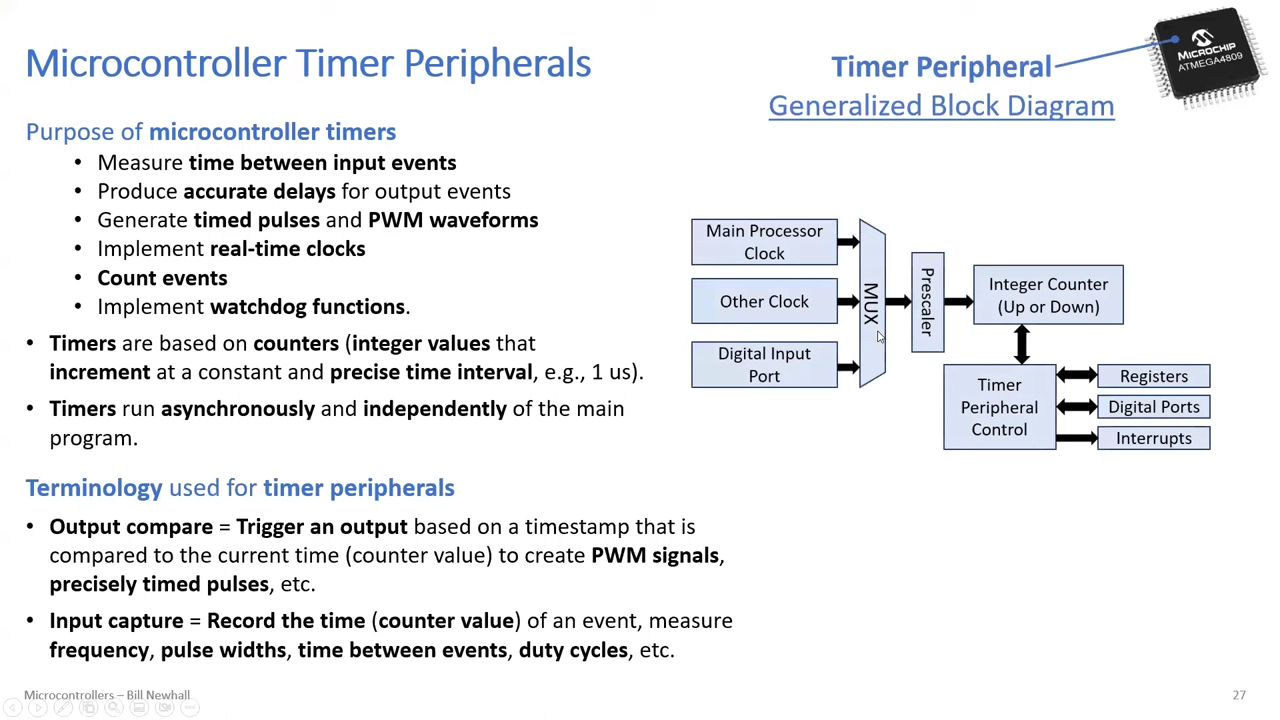 Microcontroller Timer Peripherals
Purpose of microcontroller timers
• Measure time between input events
• Produce accurate delays for output events
• Generate timed pulses and PWM waveforms
• Implement real-time clocks
• Count events
• Implement watchdog functions.
• Timers are based on counters (integer values that
increment at a constant and precise time interval, e.g., 1 us).
• Timers run asynchronously and independently of the main
program.
Terminology used for timer peripherals
• Output compare = Trigger an output based on a timestamp that is
compared to the current time (counter value) to create PWM signals,
precisely timed pulses, etc.
• Input capture = Record the time (counter value) of an event, measure
frequency, pulse widths, time between events, duty cycles, etc.
Timer Peripheral
Generalized Block Diagram
MICROCHIP
ATMEGA4809
Main Processor
Clock
Other Clock
Digital Input
Port
MUX
Prescaler
Integer Counter
(Up or Down)
Timer
Peripheral
Control
Registers
Digital Ports
Interrupts
Microcontrollers – Bill Newhall
27